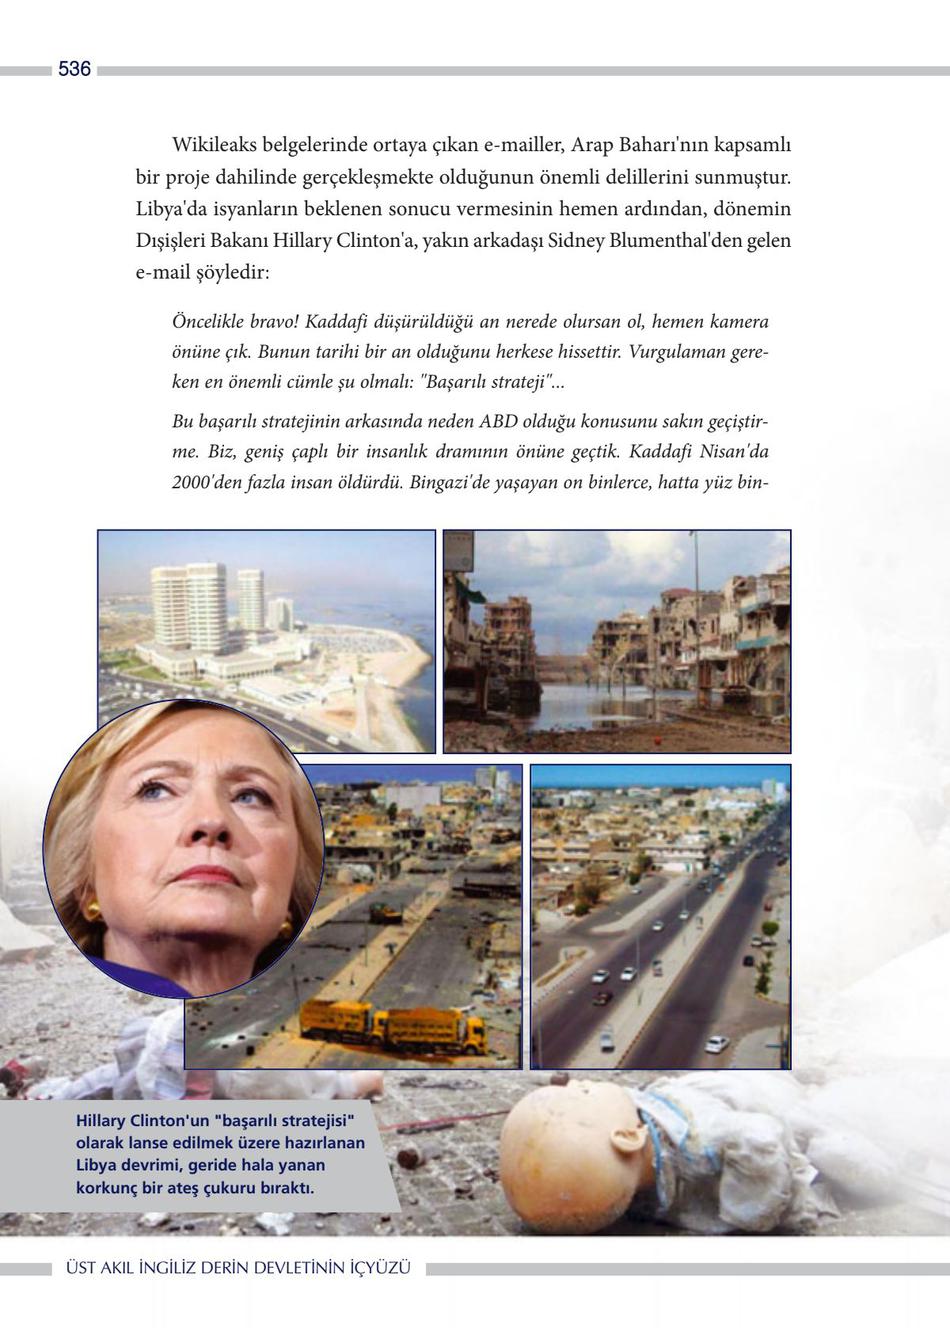 536
Wikileaks belgelerinde ortaya çıkan e-mailler, Arap Baharı'nın kapsamlı
bir proje dahilinde gerçekleşmekte olduğunun önemli delillerini sunmuştur.
Libya'da isyanların beklenen sonucu vermesinin hemen ardından, dönemin
Dışişleri Bakanı Hillary Clinton'a, yakın arkadaşı Sidney Blumenthal'den gelen
e-mail şöyledir:
Öncelikle bravo! Kaddafi düşürüldüğü an nerede olursan ol, hemen kamera
önüne çık. Bunun tarihi bir an olduğunu herkese hissettir. Vurgulaman gere-
ken en önemli cümle şu olmalı: "Başarılı strateji"...
Bu başarılı stratejinin arkasında neden ABD olduğu konusunu sakın geçiştir-
me. Biz, geniş çaplı bir insanlık dramının önüne geçtik. Kaddafi Nisan'da
2000'den fazla insan öldürdü. Bingazi'de yaşayan on binlerce, hatta yüz bin-
Hillary Clinton'un "başarılı stratejisi"
olarak lanse edilmek üzere hazırlanan
Libya devrimi, geride hala yanan
korkunç bir ateş çukuru bıraktı.
ÜST AKIL İNGİLİZ DERİN DEVLETİNİN İÇYÜZÜ